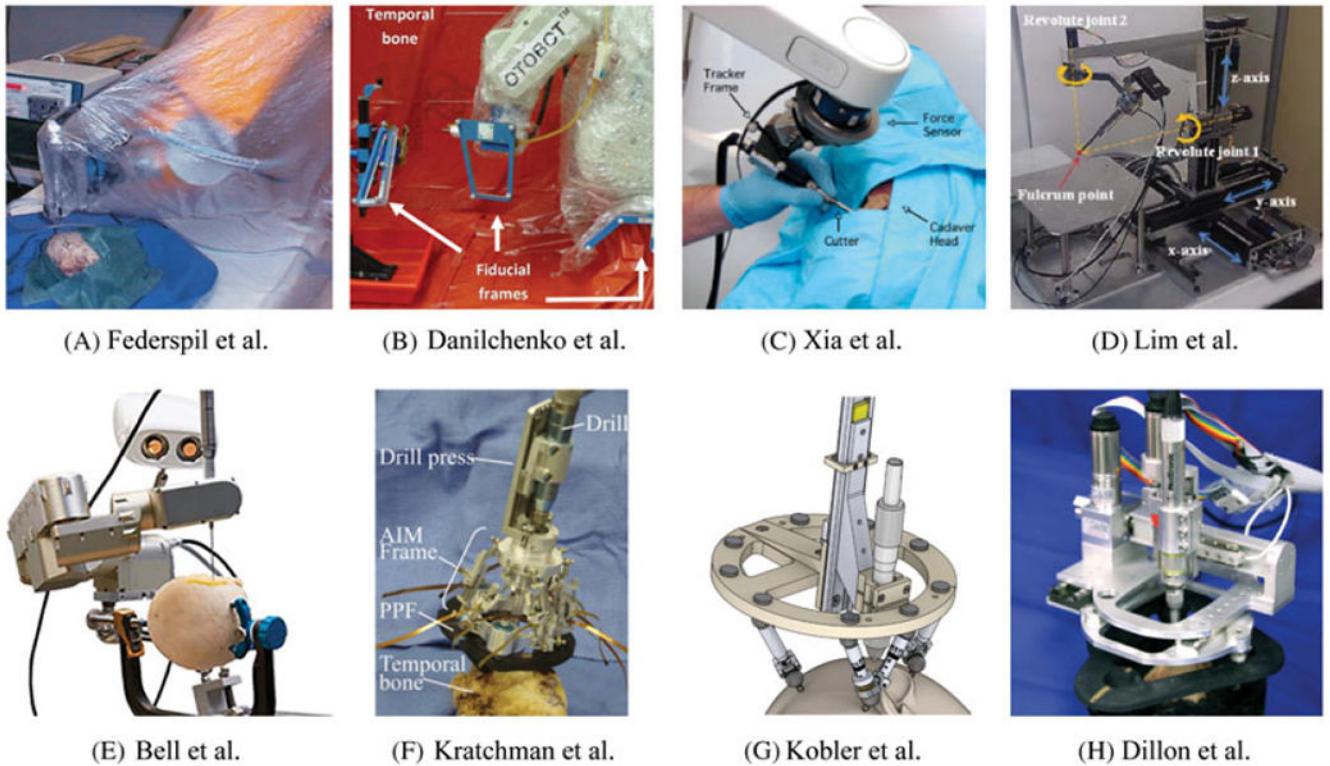 Temporal
bone
OTOBOT™
Fiducial
frames
Tracker
Frame
Force
Sensor
Cutter
Cadaver
Head
Revolute joint 2
z-axis
Revolute joint 1
Fulcrum point
y-axis
x-axis
(A) Federspil et al.
(B) Danilchenko et al.
(C) Xia et al.
(D) Lim et al.
Drill
Drill press
AIM
Frame
PPF
Temporal
bone
(E) Bell et al.
(F) Kratchman et al.
(G) Kobler et al.
(H) Dillon et al.